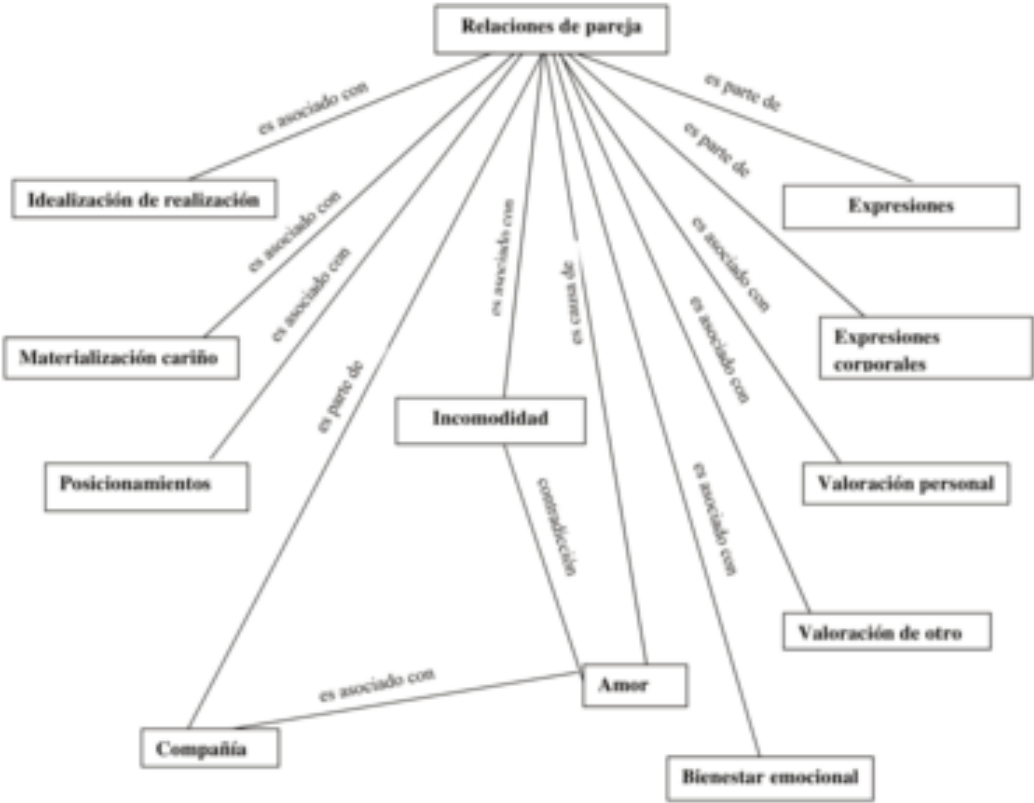 Relaciones de pareja
es asociado con
es parte de
es parte de
Idealización de realización
Expresiones
es asociado con
es asociado con
es asociado con
es causa de
es asociado con
es asociado con
Materialización cariño
Expresiones
corporales
es parte de
Incomodidad
Posicionamientos
Valoración personal
contradicción
es asociado con
Valoración de otro
es asociado con
Amor
Compañía
Bienestar emocional